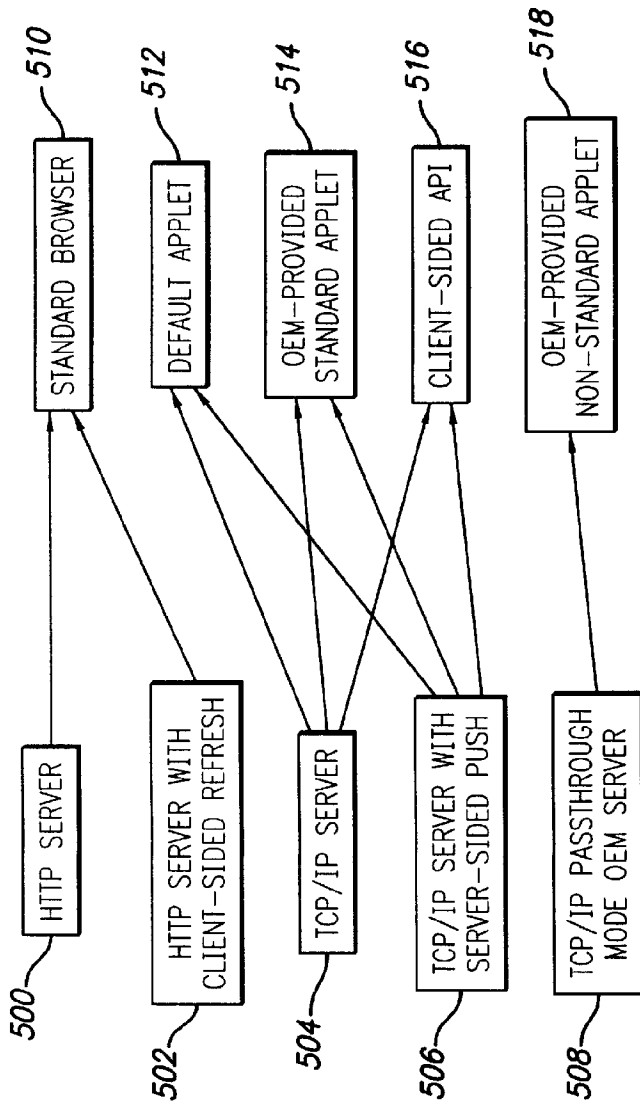 500
HTTP SERVER
502
HTTP SERVER WITH
CLIENT-SIDED REFRESH
504
TCP/IP SERVER
506
TCP/IP SERVER WITH
SERVER-SIDED PUSH
508
TCP/IP PASSTHROUGH
MODE OEM SERVER
STANDARD BROWSER
510
DEFAULT APPLET
512
OEM-PROVIDED
STANDARD APPLET
514
CLIENT-SIDED API
516
OEM-PROVIDED
NON-STANDARD APPLET
518